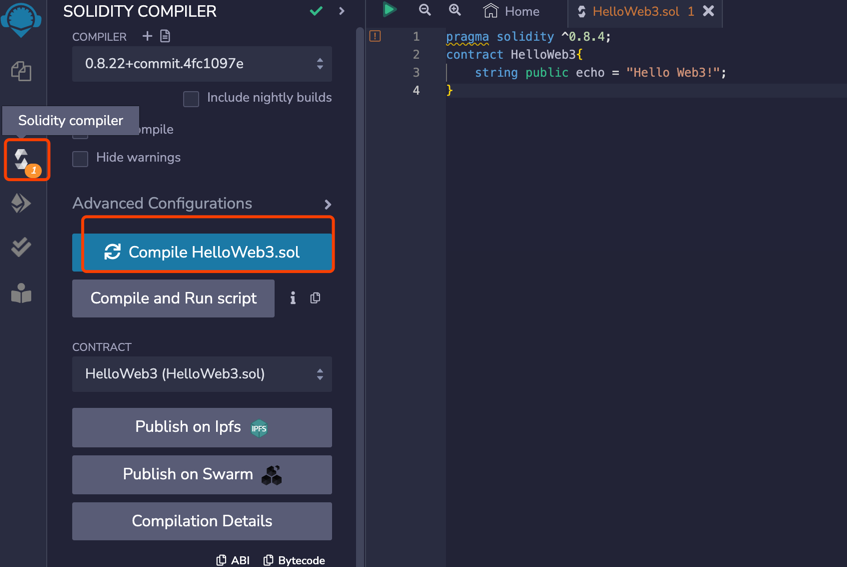 SOLIDITY COMPILER
COMPILER
0.8.22+commit.4fc1097e
Include nightly builds
Solidity compiler
mpile
Hide warnings
1
Advanced Configurations
Compile HelloWeb3.sol
Compile and Run script
CONTRACT
HelloWeb3 (HelloWeb3.sol)
Publish on Ipfs IPFS
Publish on Swarm
Compilation Details
ABI Bytecode
Home HelloWeb3.sol 1
1 pragma solidity ^0.8.4;
2 contract HelloWeb3{
3 string public echo = "Hello Web3!";
4 }